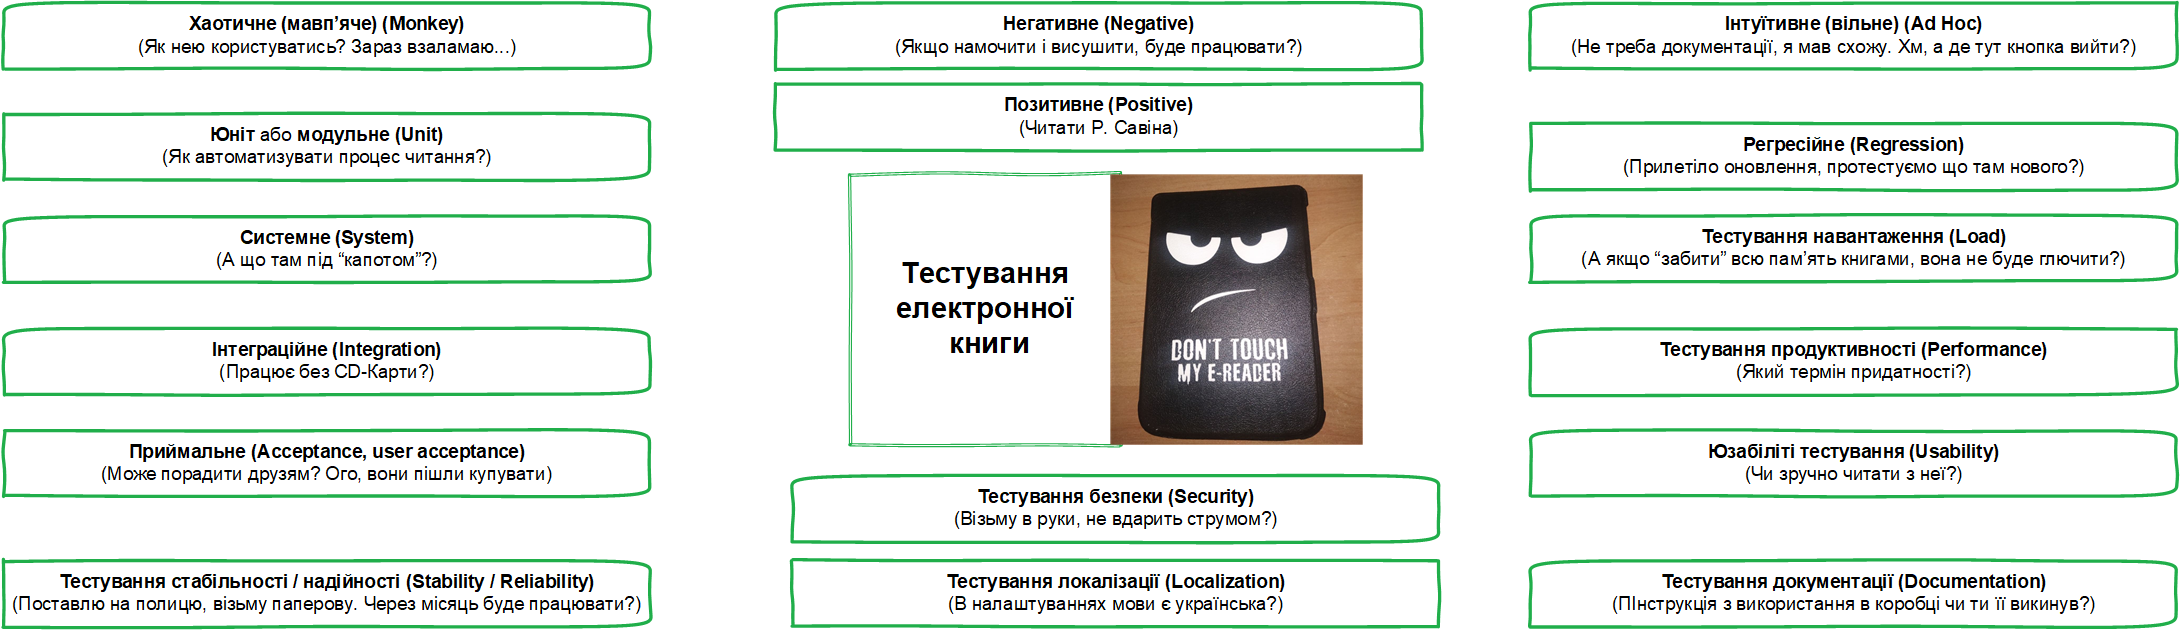 Хаотичне (мавп’яче) (Monkey)
(Як нею користуватись? Зараз взаламаю...)
Юніт або модульне (Unit)
(Як автоматизувати процес читання?)
Системне (System)
(А що там під “капотом”?)
Інтеграційне (Integration)
(Працює без CD-Карти?)
Приймальне (Acceptance, user acceptance)
(Може порадити друзям? Ого, вони пішли купувати)
Тестування стабільності / надійності (Stability / Reliability)
(Поставлю на полицю, візьму паперову. Через місяць буде працювати?)
Негативне (Negative)
(Якщо намочити і висушити, буде працювати?)
Позитивне (Positive)
(Читати Р. Савіна)
Тестування
електронної
книги
DON'T TOUCH
MY E-READER
Тестування безпеки (Security)
(Візьму в руки, не вдарить струмом?)
Тестування локалізації (Localization)
(В налаштуваннях мови є українська?)
Інтуїтивне (вільне) (Ad Hoc)
(Не треба документації, я мав схожу. Хм, а де тут кнопка вийти?)
Регресійне (Regression)
(Прилетіло оновлення, протестуємо що там нового?)
Тестування навантаження (Load)
(А якщо “забити” всю пам’ять книгами, вона не буде глючити?)
Тестування продуктивності (Performance)
(Який термін придатності?)
Юзабіліті тестування (Usability)
(Чи зручно читати з неї?)
Тестування документації (Documentation)
(ПІнструкція з використання в коробці чи ти її викинув?)